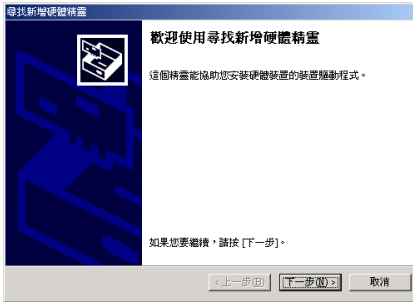 尋找新增硬體精靈
歡迎使用尋找新增硬體精靈
這個精靈能協助您安裝硬體裝置的裝置驅動程式。
如果您要繼續，請按 [下一步]。
<上一步(B)
下一步(N)>
取消